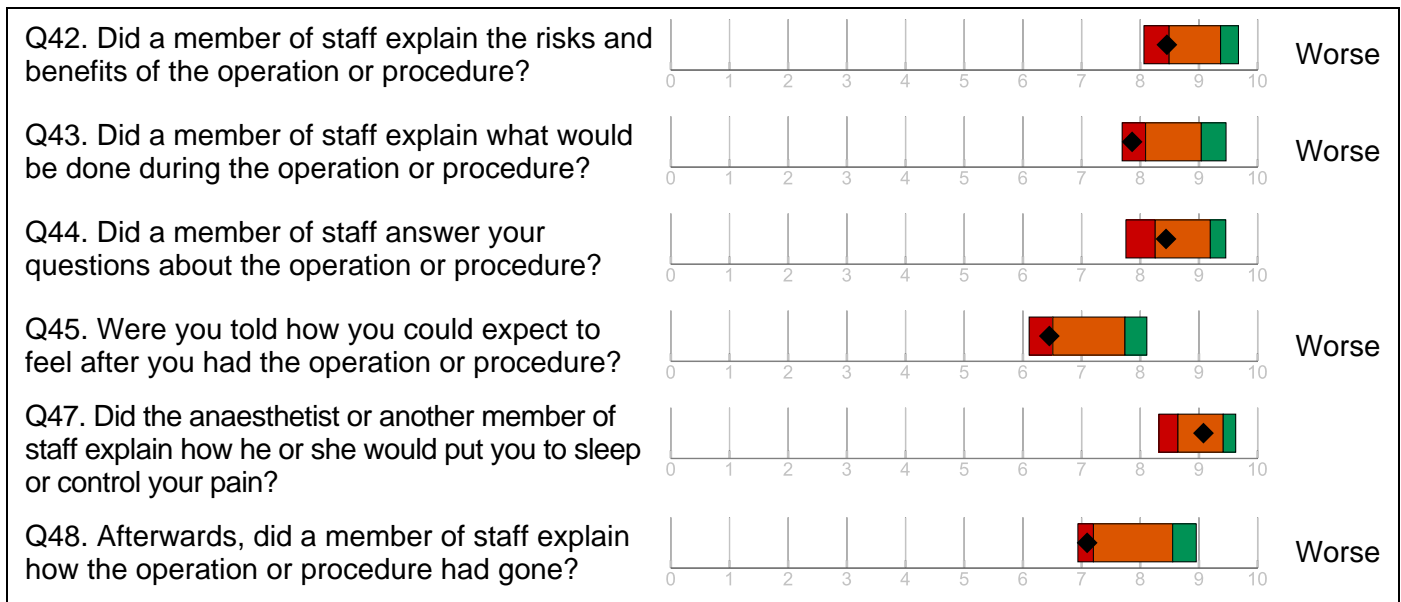 Q42. Did a member of staff explain the risks and
benefits of the operation or procedure?
0 1 2 3 4 5 6 7 8 9 10
Worse
Q43. Did a member of staff explain what would
be done during the operation or procedure?
0 1 2 3 4 5 6 7 8 9 10
Worse
Q44. Did a member of staff answer your
questions about the operation or procedure?
0 1 2 3 4 5 6 7 8 9 10
Q45. Were you told how you could expect to
feel after you had the operation or procedure?
0 1 2 3 4 5 6 7 8 9 10
Worse
Q47. Did the anaesthetist or another member of
staff explain how he or she would put you to sleep
or control your pain?
0 1 2 3 4 5 6 7 8 9 10
Q48. Afterwards, did a member of staff explain
how the operation or procedure had gone?
0 1 2 3 4 5 6 7 8 9 10
Worse